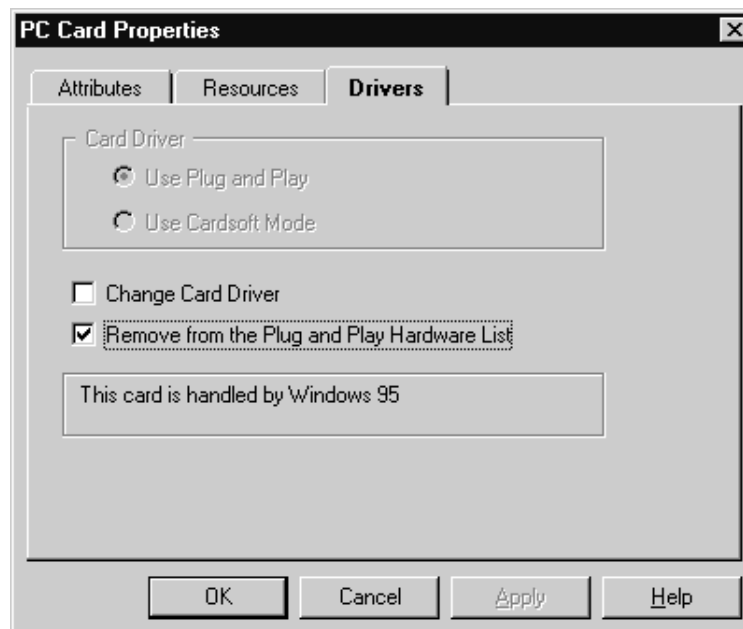 PC Card Properties
Attributes Resources Drivers
Card Driver
Use Plug and Play
Use Cardsoft Mode
Change Card Driver
Remove from the Plug and Play Hardware List
This card is handled by Windows 95
OK Cancel Apply Help